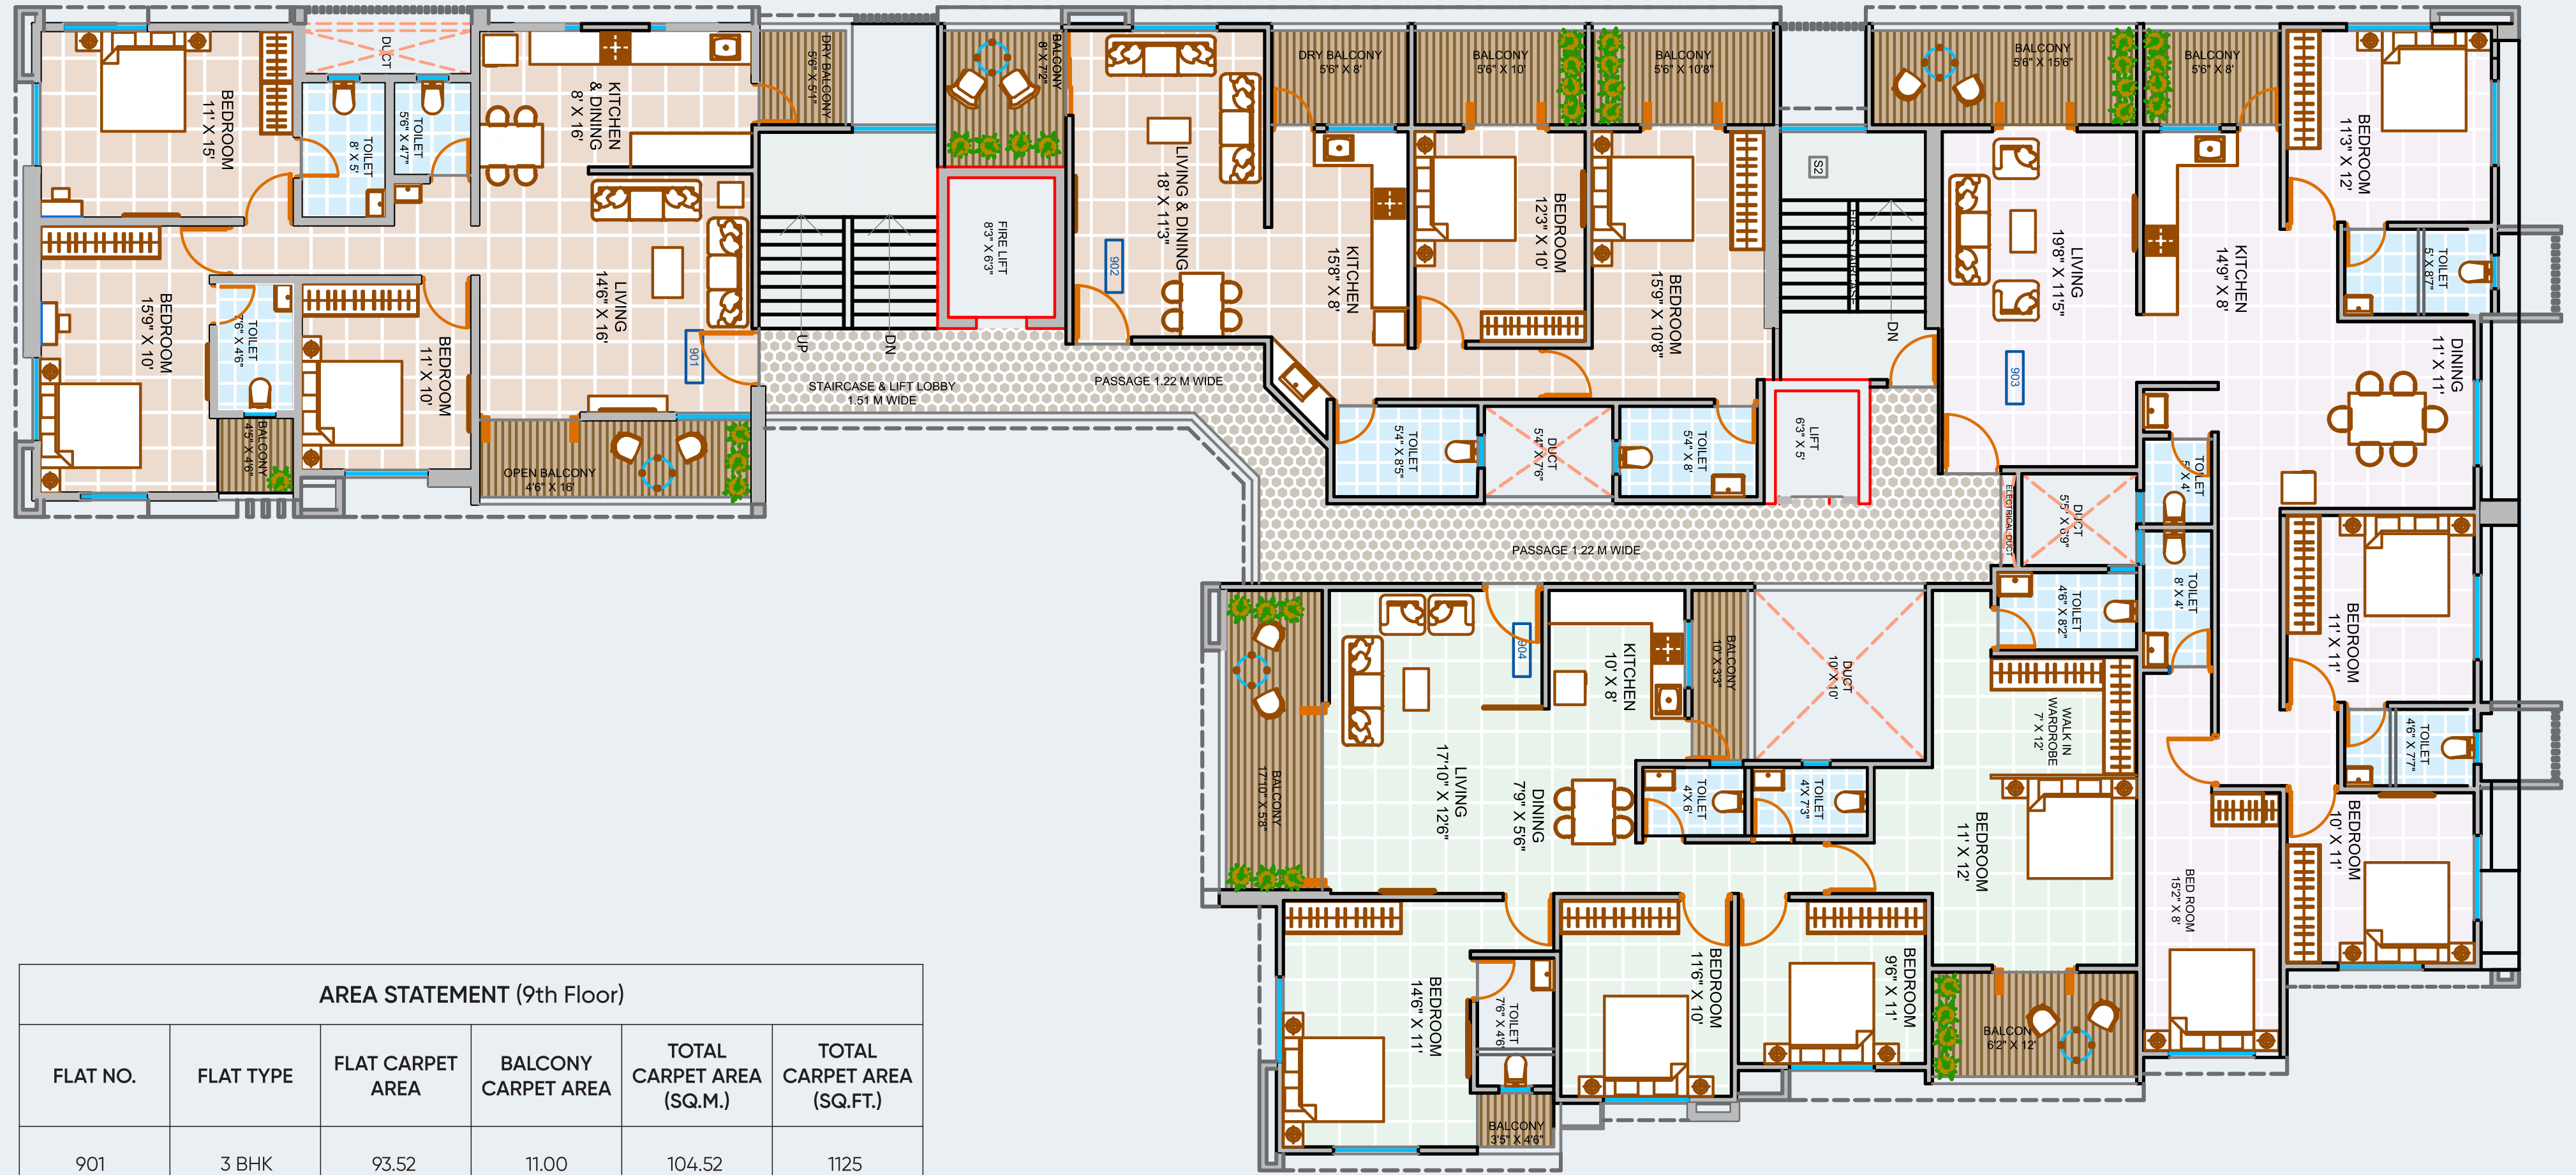 BEDROOM
11' X 15'
DUCT
TOILET
8' X 5'
TOILET
5'6" X 4'7"
KITCHEN
& DINING
8' X 16'
DRY BALCONY
5'6" X 5'1"
BEDROOM
15'9" X 10'
TOILET
7'6" X 4'6"
BALCONY
4'5" X 4'6"
BEDROOM
11' X 10'
LIVING
14'6" X 16'
901
OPEN BALCONY
4'6" X 16'
UP
DN
STAIRCASE & LIFT LOBBY
1.51 M WIDE
BALCONY
8' X 7'2"
FIRE LIFT
8'3" X 6'3"
LIVING & DINING
18' X 11'3"
902
PASSAGE 1.22 M WIDE
DRY BALCONY
5'6" X 8'
KITCHEN
15'8" X 8'
BALCONY
5'6" X 10'
BEDROOM
12'3" X 10'
BALCONY
5'6" X 10'8"
BEDROOM
15'9" X 10'8"
TOILET
5'4" X 8'5"
DUCT
5'4" X 7'6"
TOILET
5'4" X 8'
LIFT
6'3" X 5'
S2
FIRE STAIRCASE
DN
PASSAGE 1.22 M WIDE
BALCONY
5'6" X 15'6"
LIVING
19'8" X 11'5"
903
BALCONY
5'6" X 8'
KITCHEN
14'9" X 8'
BEDROOM
11'3" X 12'
TOILET
5' X 8'7"
DINING
11' X 11'
ELECTRICAL DUCT
DUCT
5'5" X 6'9"
TOILET
5' X 4'
TOILET
8' X 4'
BEDROOM
11' X 11'
TOILET
4'6" X 7'7"
BEDROOM
10' X 11'
BED ROOM
15'2" X 8'
BALCONY
17'10" X 5'8"
LIVING
17'10" X 12'6"
904
KITCHEN
10' X 8'
BALCONY
10' X 3'3"
DUCT
10' X 10'
DINING
7'9" X 5'6"
TOILET
4'X 6'
TOILET
4'X 7'3"
TOILET
4'6" X 8'2"
WALK IN
WARDROBE
7' X 12'
BEDROOM
11' X 12'
BEDROOM
14'6" X 11'
TOILET
7'6" X 4'6"
BALCONY
3'5" X 4'6"
BEDROOM
11'6" X 10'
BEDROOM
9'6" X 11'
BALCON
6'2" X 12'
AREA STATEMENT (9th Floor)
FLAT NO. FLAT TYPE FLAT CARPET AREA BALCONY CARPET AREA TOTAL CARPET AREA (SQ.M.) TOTAL CARPET AREA (SQ.FT.)
901 3 BHK 93.52 11.00 104.52 1125